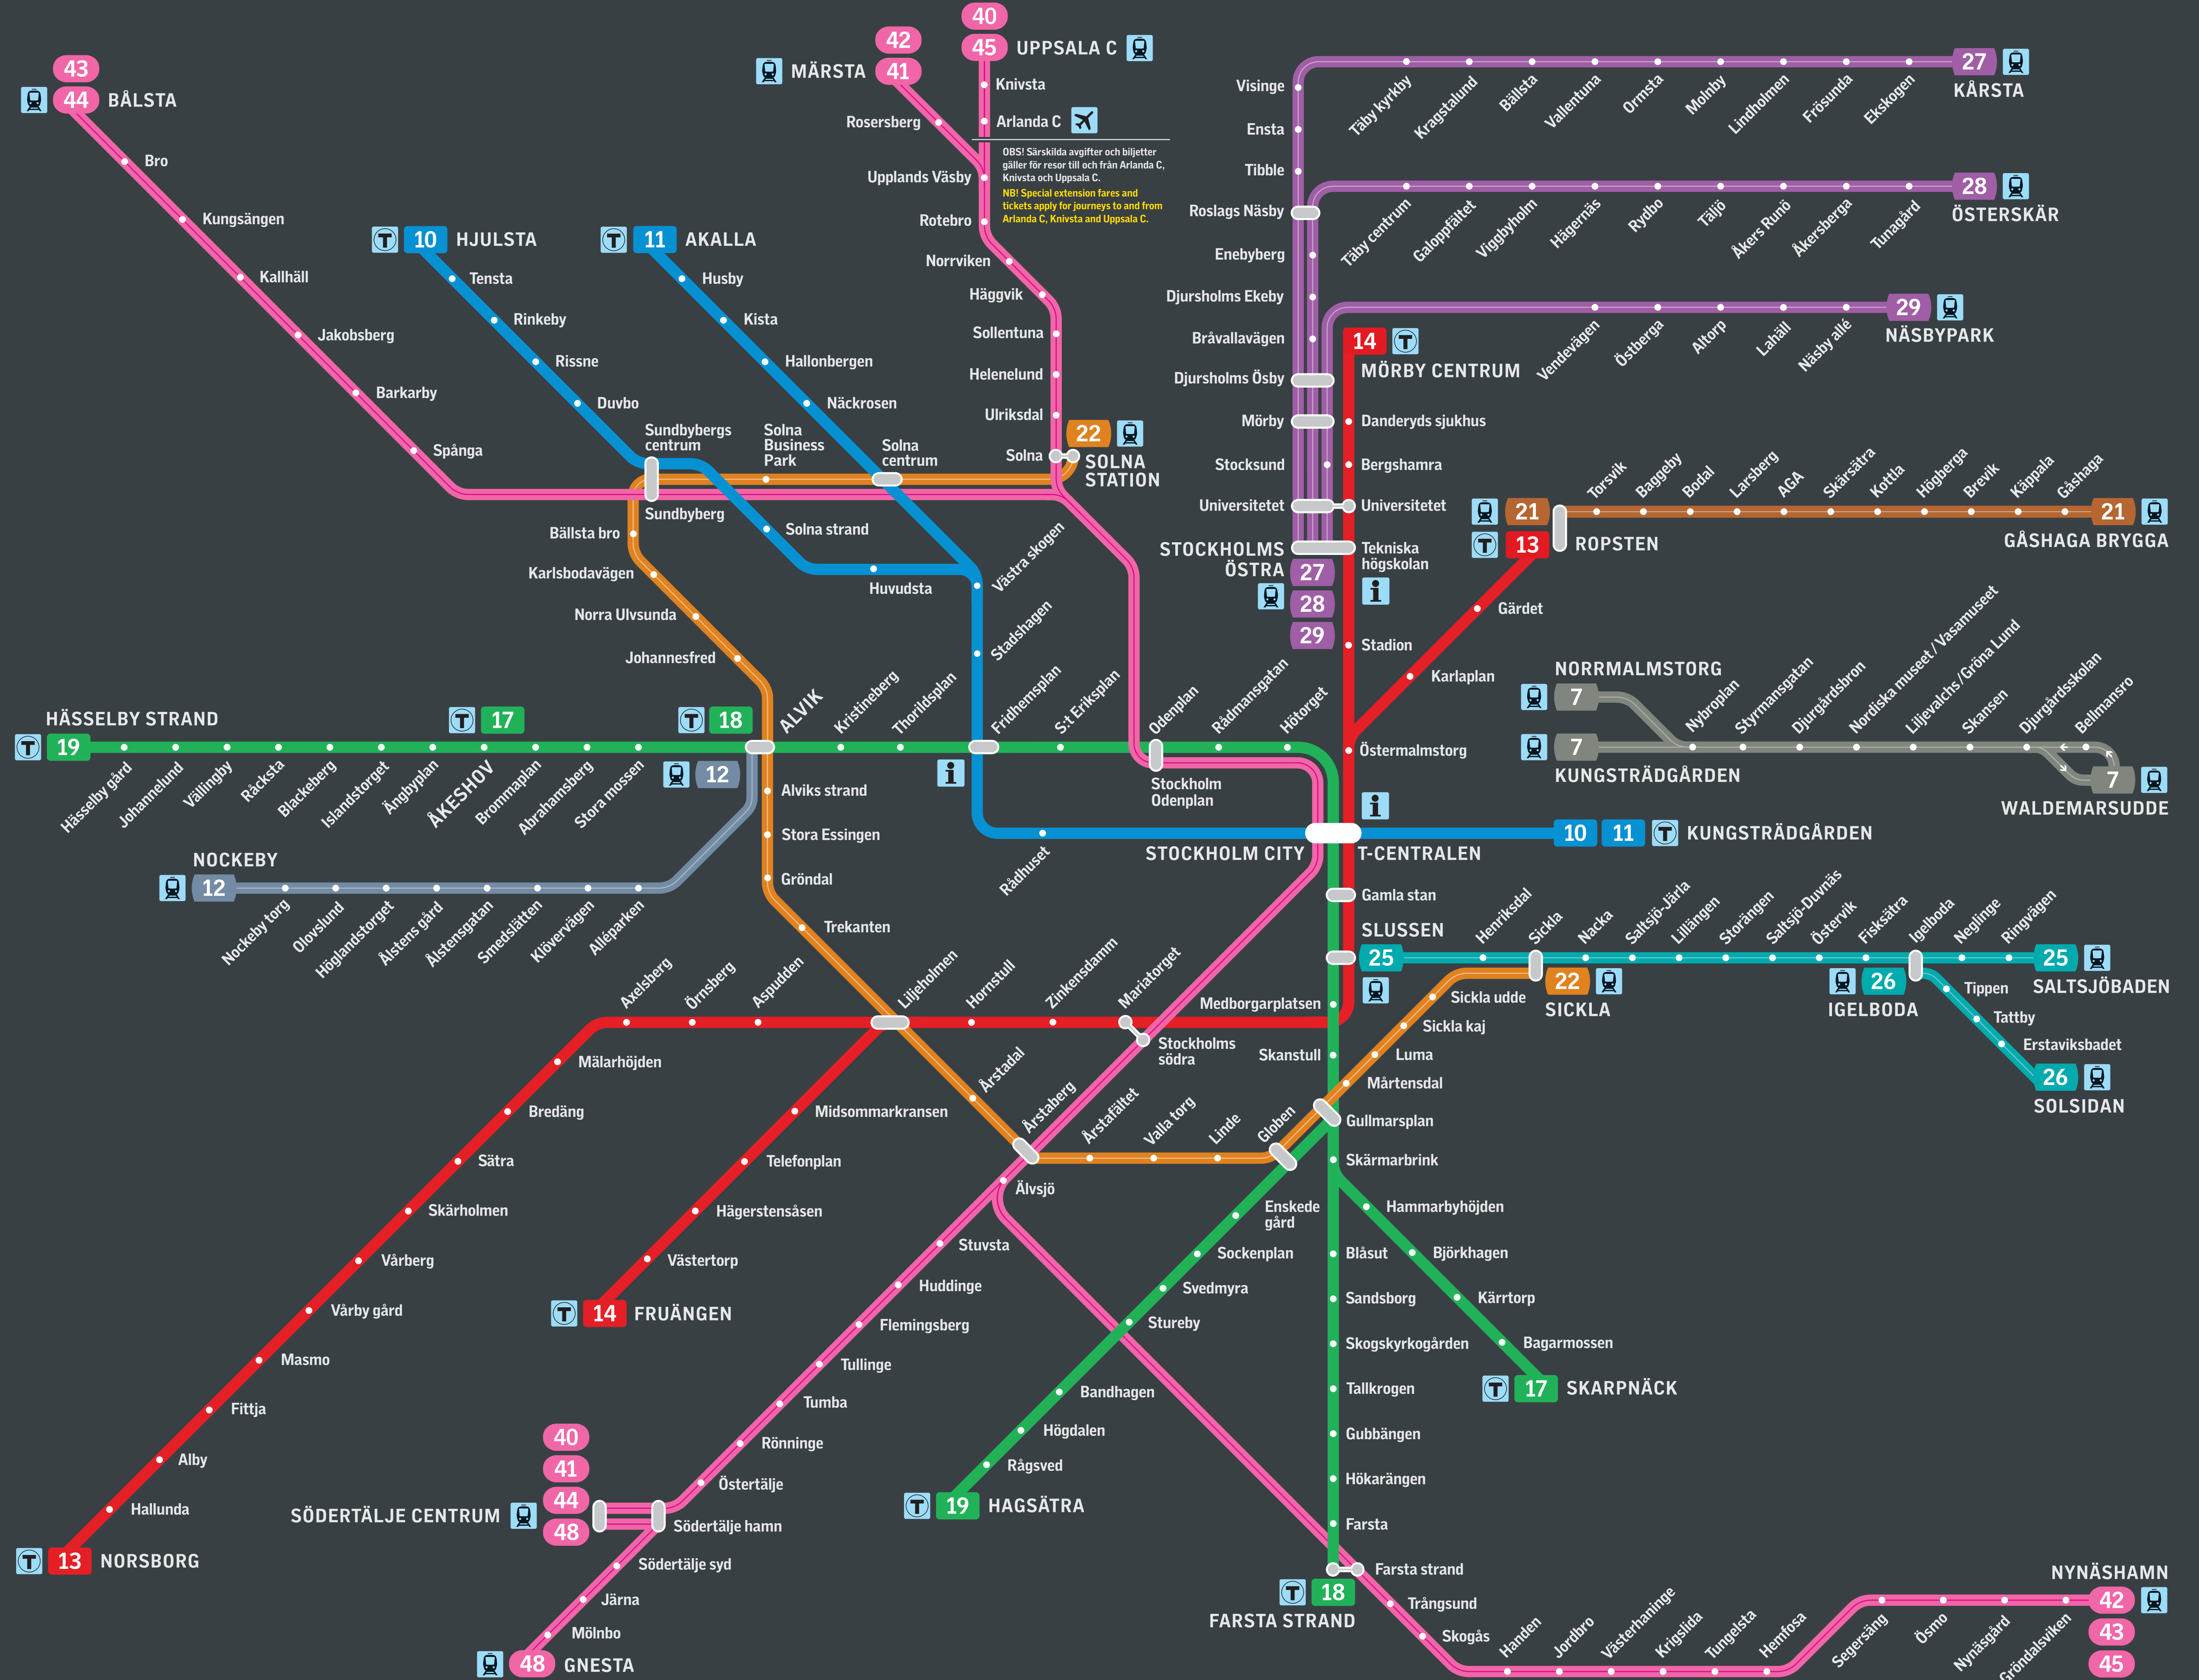 40
42
45 UPPSALA C
MÄRSTA 41
43
44 BÅLSTA
Knivsta
Rosersberg
Arlanda C
OBS! Särskilda avgifter och biljetter
gäller för resor till och från Arlanda C,
Knivsta och Uppsala C.
NB! Special extension fares and
tickets apply for journeys to and from
Arlanda C, Knivsta and Uppsala C.
Upplands Väsby
Rotebro
Norrviken
Häggvik
Sollentuna
Helenelund
Ulriksdal
Solna
22
SOLNA
STATION
Bro
Kungsängen
Kallhäll
Jakobsberg
Barkarby
Spånga
T 10 HJULSTA
Tensta
Rinkeby
Rissne
Duvbo
Sundbybergs
centrum
Sundbyberg
T 11 AKALLA
Husby
Kista
Hallonbergen
Näckrosen
Solna
Business
Park
Solna
centrum
Solna strand
Huvudsta
Västra skogen
Stadshagen
Bällsta bro
Karlsbodavägen
Norra Ulvsunda
Johannesfred
Visinge
Ensta
Tibble
Roslags Näsby
Enebyberg
Djursholms Ekeby
Bråvallavägen
Djursholms Ösby
Mörby
Stocksund
Universitetet
STOCKHOLMS
ÖSTRA
27
28
29
Täby kyrkby
Kragstalund
Bällsta
Vallentuna
Ormsta
Molnby
Lindholmen
Frösunda
Ekskogen
27
KÅRSTA
Täby centrum
Galoppfältet
Viggbyholm
Hägernäs
Rydbo
Täljö
Åkers Runö
Åkersberga
Tunagård
28
ÖSTERSKÄR
Vendevägen
Östberga
Altorp
Lahäll
Näsby allé
29
NÄSBYPARK
14 T
MÖRBY CENTRUM
Danderyds sjukhus
Bergshamra
Universitetet
Tekniska
högskolan
i
Stadion
Östermalmstorg
21
T 13
ROPSTEN
Torsvik
Baggeby
Bodal
Larsberg
AGA
Skärsätra
Kottla
Högberga
Brevik
Käppala
Gåshaga
21
GÅSHAGA BRYGGA
Gärdet
Karlaplan
NORRMALMSTORG
7
7
KUNGSTRÄDGÅRDEN
Nybroplan
Styrmansgatan
Djurgårdsbron
Nordiska museet/Vasamuseet
Liljevalchs/Gröna Lund
Skansen
Djurgårdsskolan
Bellmansro
7
WALDEMARSUDDE
HÄSSELBY STRAND
T 19
T 17
T 18
Hässelby gård
Johannelund
Vällingby
Råcksta
Blackeberg
Islandstorget
Ängbyplan
ÅKESHOV
Brommaplan
Abrahamsberg
Stora mossen
ALVIK
12
Kristineberg
Thorildsplan
Fridhemsplan
i
S:t Eriksplan
Odenplan
Stockholm
Odenplan
Rådmansgatan
Hötorget
Alviks strand
Stora Essingen
Gröndal
Trekanten
NOCKEBY
12
Nockeby torg
Olovslund
Höglandstorget
Ålstens gård
Ålstensgatan
Smedslätten
Klövervägen
Alléparken
Rådhuset
i
STOCKHOLM CITY
T-CENTRALEN
10 11 T KUNGSTRÄDGÅRDEN
Gamla stan
SLUSSEN
25
Henriksdal
Sickla
Nacka
Saltsjö-Järla
Lillängen
Storängen
Saltsjö-Duvnäs
Östervik
Fisksätra
Igelboda
Neglinge
Ringvägen
25
SALTSJÖBADEN
22
SICKLA
26
IGELBODA
Tippen
Tattby
Erstaviksbadet
26
SOLSIDAN
Sickla udde
Sickla kaj
Luma
Mårtensdal
Medborgarplatsen
Skanstull
Gullmarsplan
Skärmarbrink
Axelsberg
Örnsberg
Aspudden
Liljeholmen
Hornstull
Zinkensdamm
Mariatorget
Stockholms
södra
Årstadal
Årstaberg
Årstafältet
Valla torg
Linde
Globen
Älvsjö
Mälarhöjden
Bredäng
Sätra
Skärholmen
Vårberg
Vårby gård
Masmo
Fittja
Alby
Hallunda
T 13 NORSBORG
Midsommarkransen
Telefonplan
Hägerstensåsen
Västertorp
T 14 FRUÄNGEN
Stuvsta
Huddinge
Flemingsberg
Tullinge
Tumba
Rönninge
Östertälje
40
41
44
48
SÖDERTÄLJE CENTRUM
Södertälje hamn
Södertälje syd
Järna
Mölnbo
48 GNESTA
Enskede
gård
Sockenplan
Svedmyra
Stureby
Bandhagen
Högdalen
Rågsved
T 19 HAGSÄTRA
Hammarbyhöjden
Björkhagen
Kärrtorp
Bagarmossen
T 17 SKARPNÄCK
Blåsut
Sandsborg
Skogskyrkogården
Tallkrogen
Gubbängen
Hökarängen
Farsta
Farsta strand
T 18
FARSTA STRAND
Trångsund
Skogås
Handen
Jordbro
Västerhaninge
Krigslida
Tungelsta
Hemfosa
Segersäng
Ösmo
Nynäsgård
Gröndalsviken
NYNÄSHAMN
42
43
45